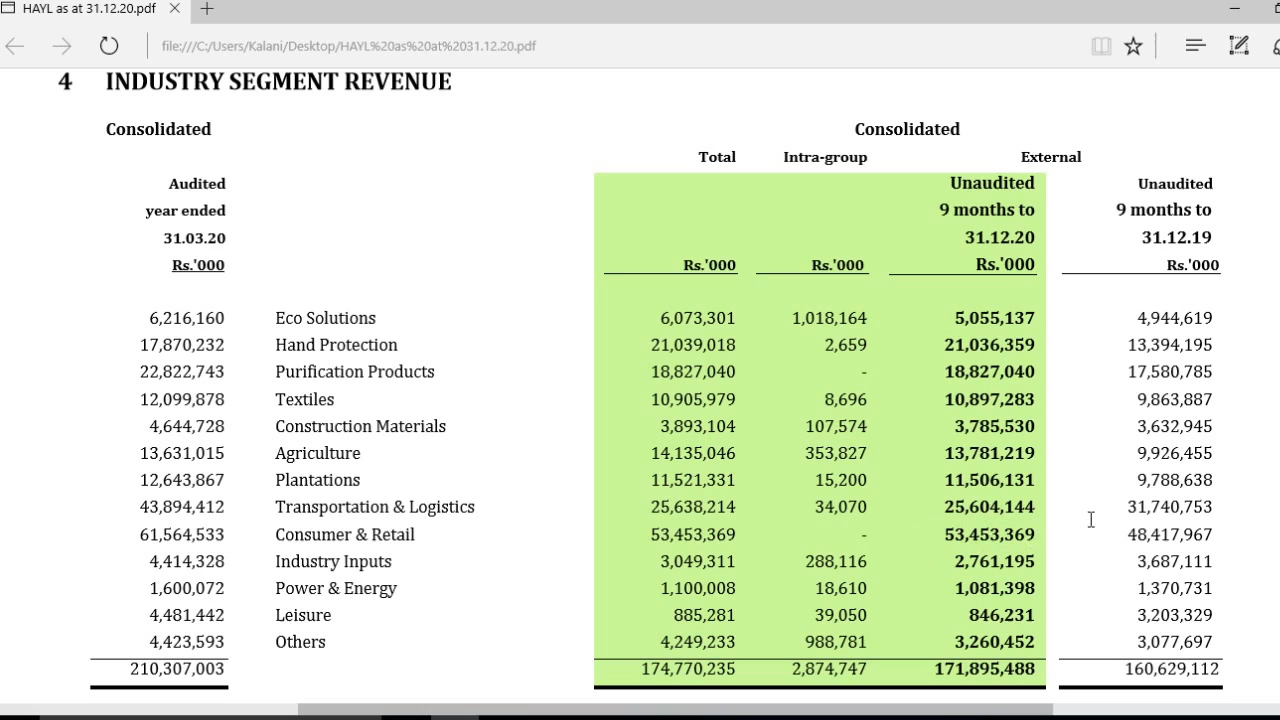 HAYL as at 31.12.20.pdf
file:///C:/Users/Kalani/Desktop/HAYL%20as%20at%2031.12.20.pdf
4 INDUSTRY SEGMENT REVENUE
Consolidated Consolidated
Total Intra-group External
Audited Unaudited Unaudited
year ended 9 months to 9 months to
31.03.20 31.12.20 31.12.19
Rs.'000 Rs.'000 Rs.'000 Rs.'000 Rs.'000
6,216,160 Eco Solutions 6,073,301 1,018,164 5,055,137 4,944,619
17,870,232 Hand Protection 21,039,018 2,659 21,036,359 13,394,195
22,822,743 Purification Products 18,827,040 - 18,827,040 17,580,785
12,099,878 Textiles 10,905,979 8,696 10,897,283 9,863,887
4,644,728 Construction Materials 3,893,104 107,574 3,785,530 3,632,945
13,631,015 Agriculture 14,135,046 353,827 13,781,219 9,926,455
12,643,867 Plantations 11,521,331 15,200 11,506,131 9,788,638
43,894,412 Transportation & Logistics 25,638,214 34,070 25,604,144 31,740,753
61,564,533 Consumer & Retail 53,453,369 - 53,453,369 48,417,967
4,414,328 Industry Inputs 3,049,311 288,116 2,761,195 3,687,111
1,600,072 Power & Energy 1,100,008 18,610 1,081,398 1,370,731
4,481,442 Leisure 885,281 39,050 846,231 3,203,329
4,423,593 Others 4,249,233 988,781 3,260,452 3,077,697
210,307,003 174,770,235 2,874,747 171,895,488 160,629,112